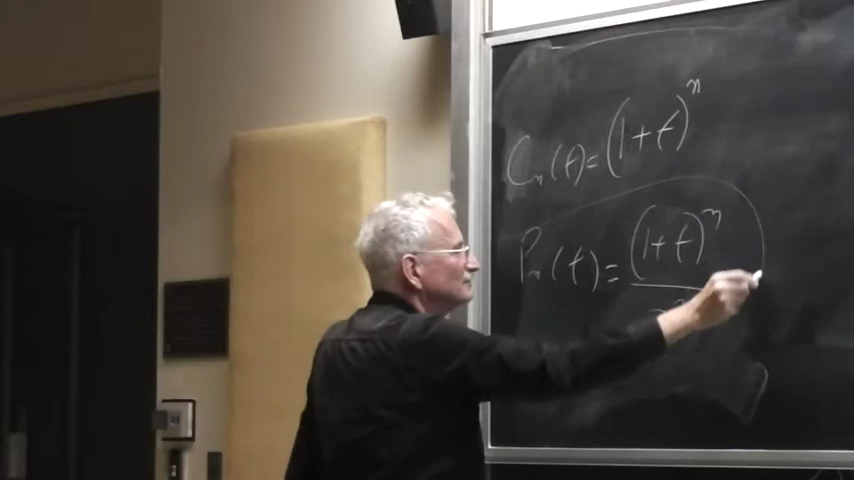 Cₙ(t) = (1+t)ⁿ
Pₙ(t) = (1+t)ⁿ